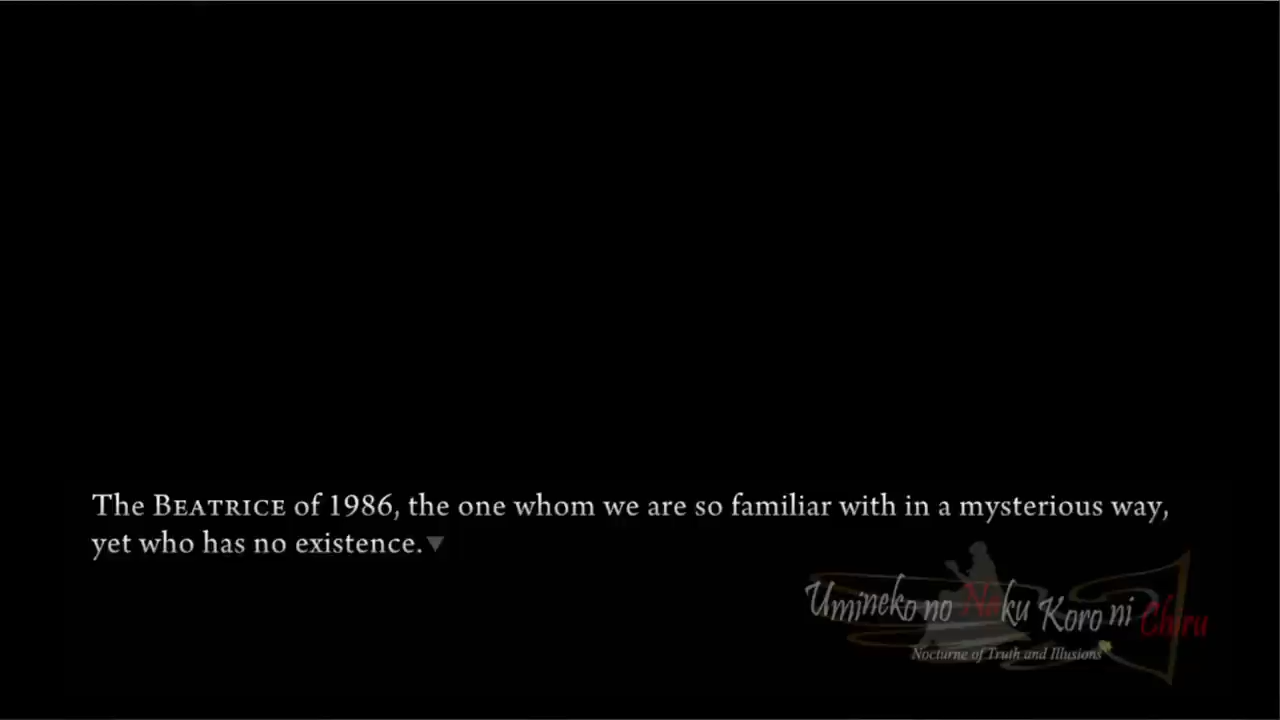 The BEATRICE of 1986, the one whom we are so familiar with in a mysterious way,
yet who has no existence.
Umineko no Naku Koro ni Chiru
Nocturne of Truth and Illusions